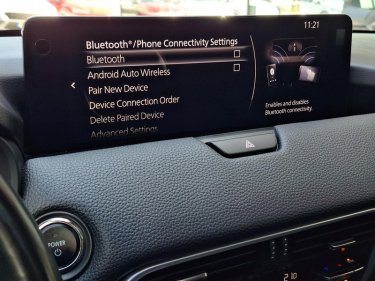 11:21
Bluetooth®/Phone Connectivity Settings
Bluetooth
Android Auto Wireless
Pair New Device
Device Connection Order
Delete Paired Device
Advanced Settings
Enables and disables
Bluetooth connectivity.
POWER